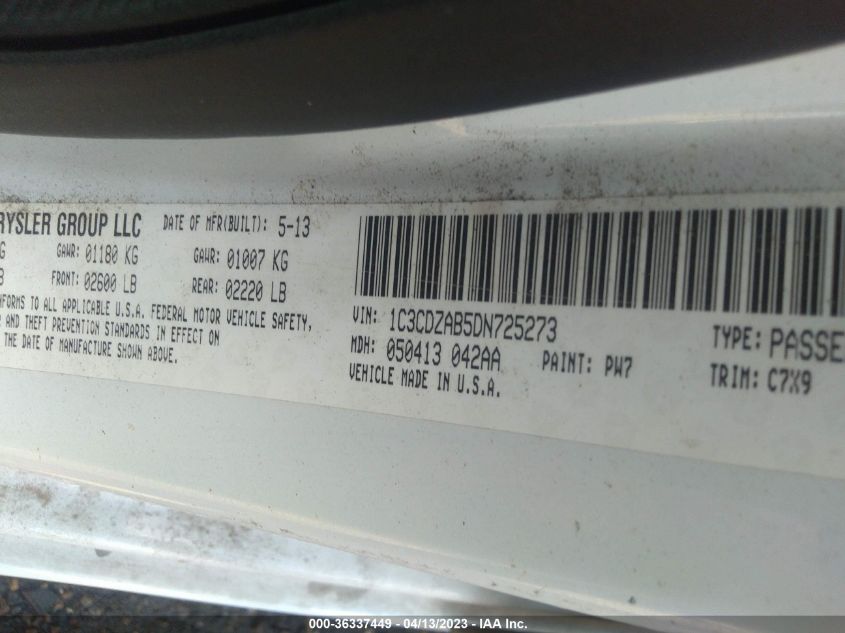 RYSLER GROUP LLC DATE OF MFR(BUILT): 5-13
G GAWR: 01180 KG GAWR: 01007 KG
B FRONT: 02600 LB REAR: 02220 LB
NFORMS TO ALL APPLICABLE U.S.A. FEDERAL MOTOR VEHICLE SAFETY,
R AND THEFT PREVENTION STANDARDS IN EFFECT ON
THE DATE OF MANUFACTURE SHOWN ABOVE.
VIN: 1C3CDZAB5DN725273 TYPE: PASSE
MDH: 050413 042AA PAINT: PW7 TRIM: C7X9
VEHICLE MADE IN U.S.A.
000-36337449 - 04/13/2023 - IAA Inc.